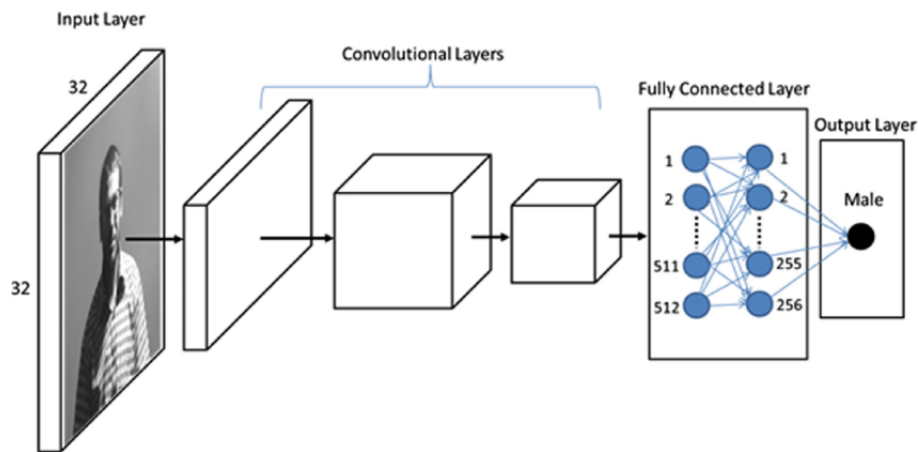 Input Layer
32
32
Convolutional Layers
Fully Connected Layer
1
1
2
2
511
255
512
256
Output Layer
Male